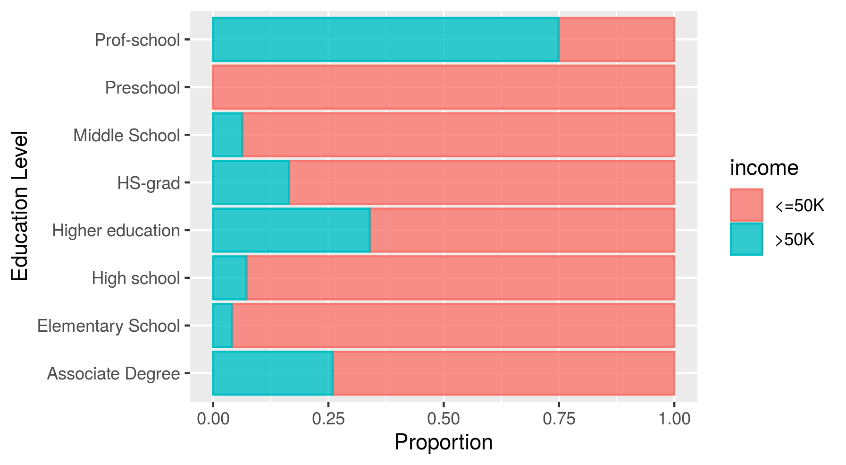 Prof-school
Preschool
Middle School
HS-grad
Higher education
High school
Elementary School
Associate Degree
Education Level
0.00 0.25 0.50 0.75 1.00
Proportion
income
<=50K
>50K